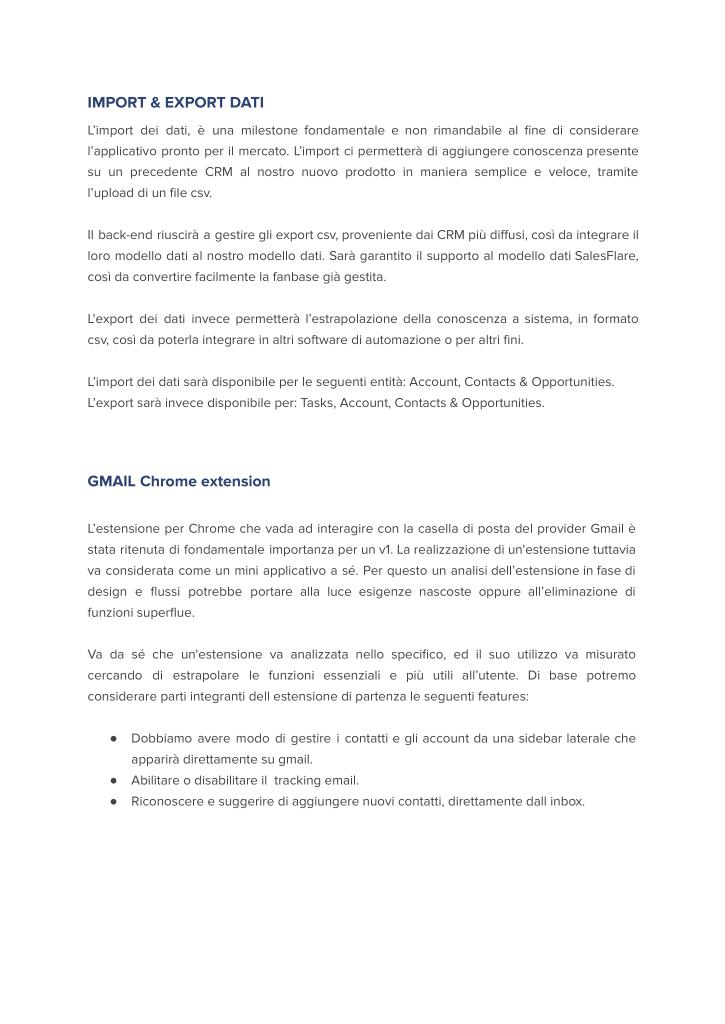 IMPORT & EXPORT DATI
L'import dei dati, è una milestone fondamentale e non rimandabile al fine di considerare
l'applicativo pronto per il mercato. L'import ci permetterà di aggiungere conoscenza presente
su un precedente CRM al nostro nuovo prodotto in maniera semplice e veloce, tramite
l'upload di un file csv.
Il back-end riuscirà a gestire gli export csv, proveniente dai CRM più diffusi, così da integrare il
loro modello dati al nostro modello dati. Sarà garantito il supporto al modello dati SalesFlare,
così da convertire facilmente la fanbase già gestita.
L'export dei dati invece permetterà l'estrapolazione della conoscenza a sistema, in formato
csv, così da poterla integrare in altri software di automazione o per altri fini.
L'import dei dati sarà disponibile per le seguenti entità: Account, Contacts & Opportunities.
L'export sarà invece disponibile per: Tasks, Account, Contacts & Opportunities.
GMAIL Chrome extension
L'estensione per Chrome che vada ad interagire con la casella di posta del provider Gmail è
stata ritenuta di fondamentale importanza per un v1. La realizzazione di un'estensione tuttavia
va considerata come un mini applicativo a sé. Per questo un analisi dell'estensione in fase di
design e flussi potrebbe portare alla luce esigenze nascoste oppure all'eliminazione di
funzioni superflue.
Va da sé che un'estensione va analizzata nello specifico, ed il suo utilizzo va misurato
cercando di estrapolare le funzioni essenziali e più utili all'utente. Di base potremo
considerare parti integranti dell estensione di partenza le seguenti features:
● Dobbiamo avere modo di gestire i contatti e gli account da una sidebar laterale che
apparirà direttamente su gmail.
● Abilitare o disabilitare il tracking email.
● Riconoscere e suggerire di aggiungere nuovi contatti, direttamente dall inbox.